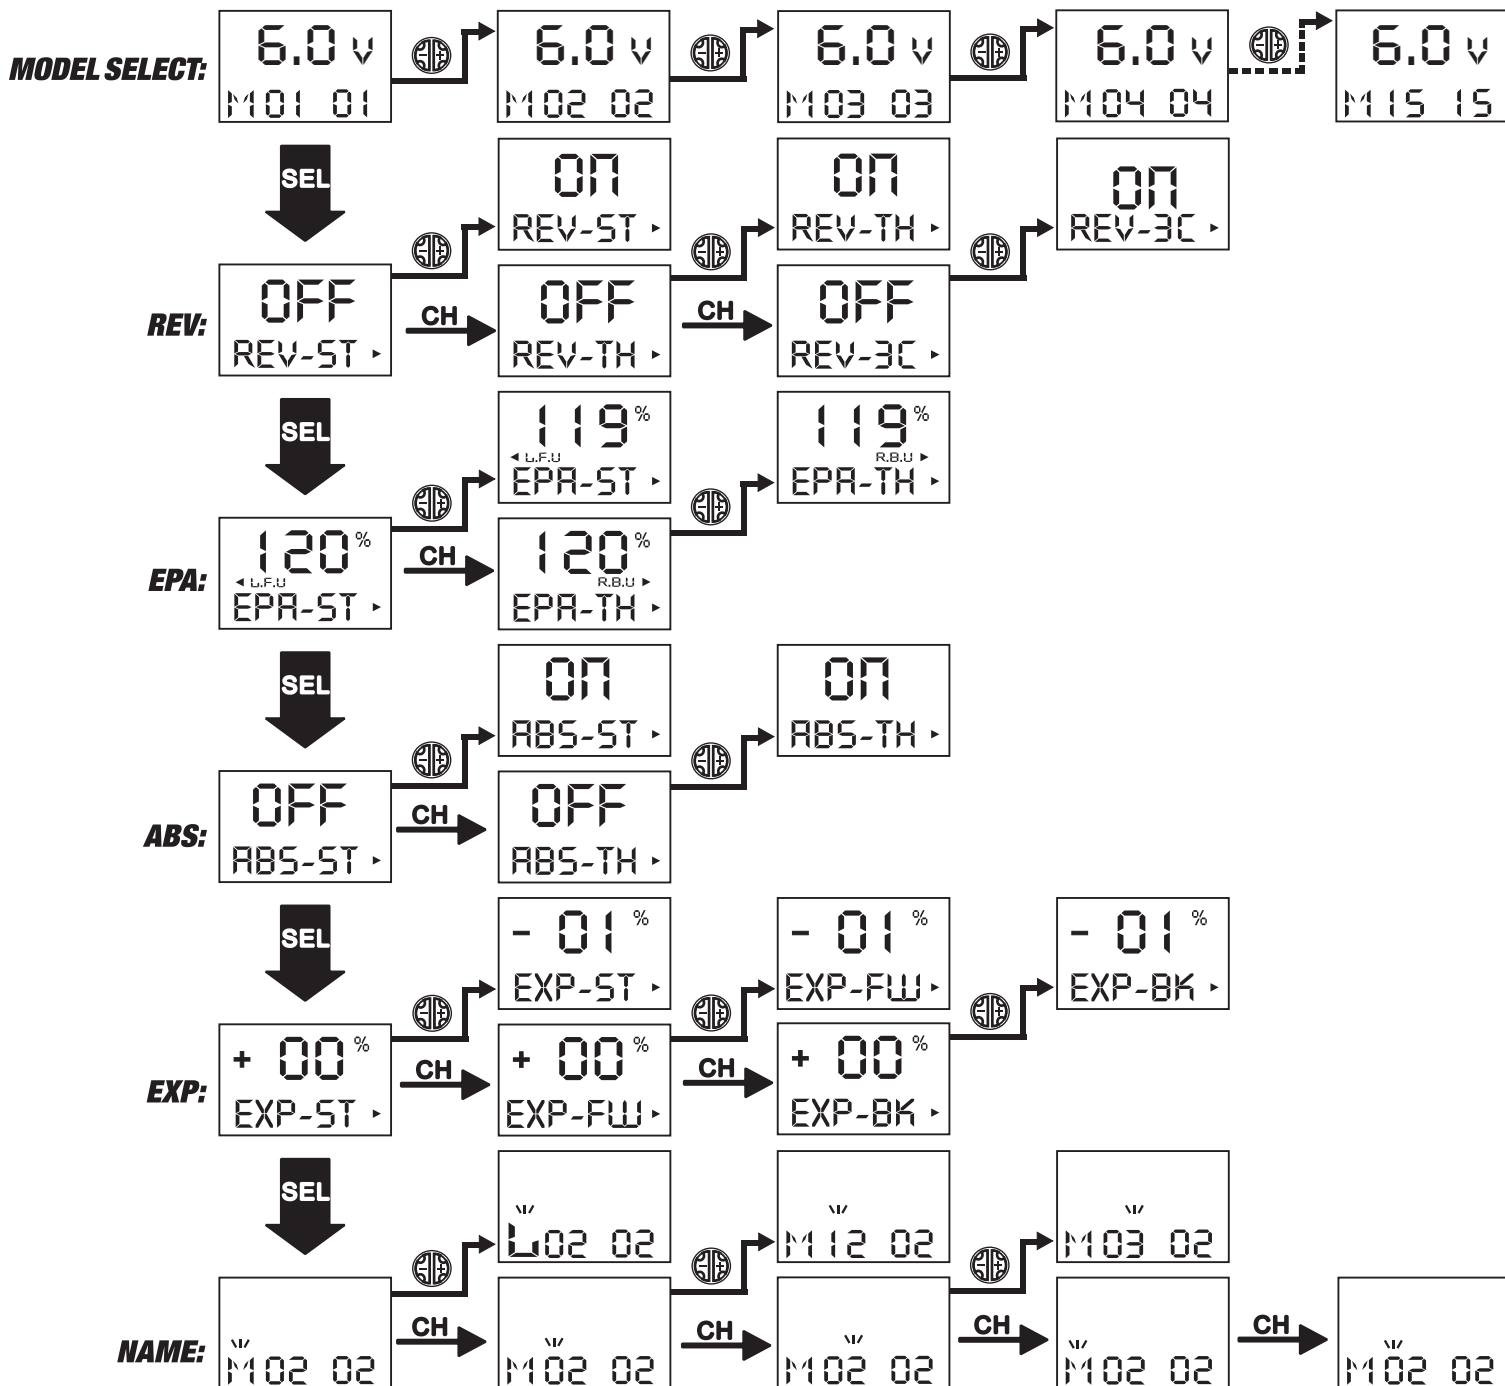 6.0 v 6.0 v 6.0 v 6.0 v 6.0 v
MODEL SELECT:
M01 01 M02 02 M03 03 M04 04 M15 15
SEL
ON ON ON
REV-ST ▸ REV-TH ▸ REV-3C ▸
OFF OFF OFF
REV: CH CH
REV-ST ▸ REV-TH ▸ REV-3C ▸
SEL
119% 119%
◂ L.F.U R.B.U ▸
EPA-ST ▸ EPA-TH ▸
120% CH 120%
EPA: ◂ L.F.U R.B.U ▸
EPA-ST ▸ EPA-TH ▸
SEL
ON ON
ABS-ST ▸ ABS-TH ▸
OFF CH OFF
ABS:
ABS-ST ▸ ABS-TH ▸
SEL
- 01 % - 01 % - 01 %
EXP-ST ▸ EXP-FW ▸ EXP-BK ▸
+ 00% CH + 00% CH + 00%
EXP:
EXP-ST ▸ EXP-FW ▸ EXP-BK ▸
SEL
L02 02 M12 02 M03 02
CH CH CH CH
NAME:
M02 02 M02 02 M02 02 M02 02 M02 02